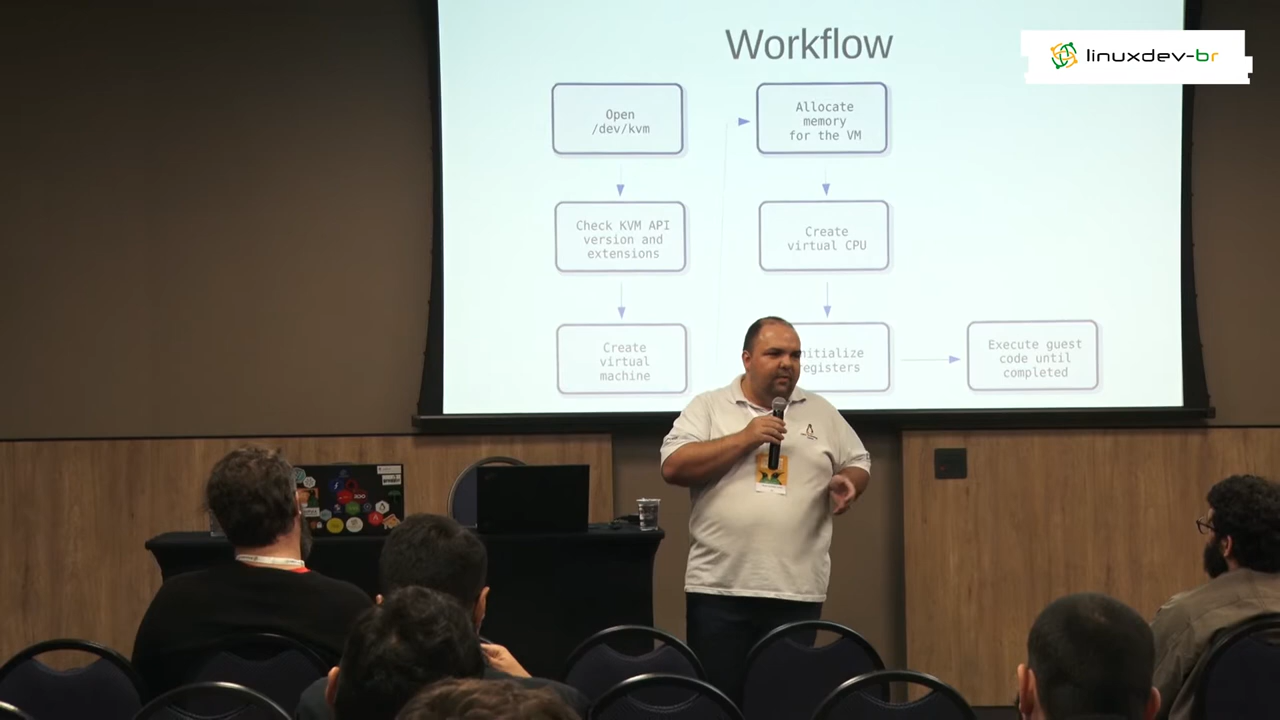 Workflow
linuxdev-br
Open
/dev/kvm
Check KVM API
version and
extensions
Create
virtual
machine
Allocate
memory
for the VM
Create
virtual CPU
nitialize
registers
Execute guest
code until
completed